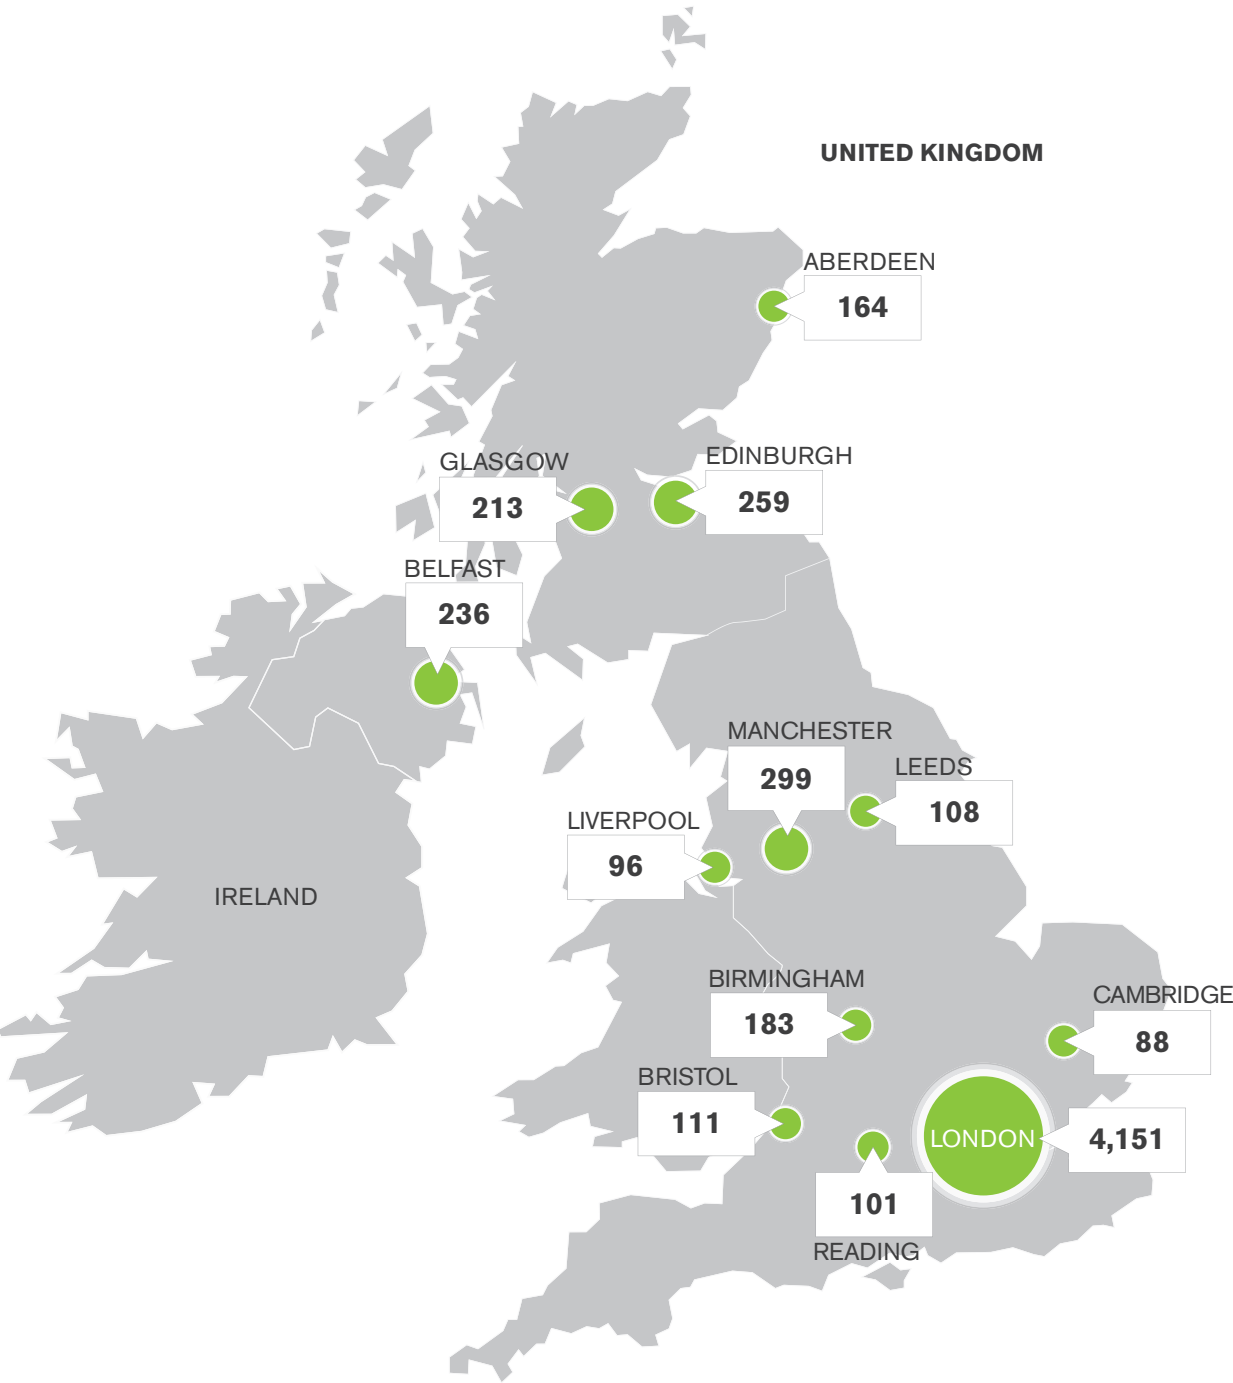 UNITED KINGDOM
ABERDEEN
164
GLASGOW
213
EDINBURGH
259
BELFAST
236
MANCHESTER
299
LEEDS
108
LIVERPOOL
96
IRELAND
BIRMINGHAM
183
CAMBRIDGE
88
BRISTOL
111
LONDON
4,151
101
READING